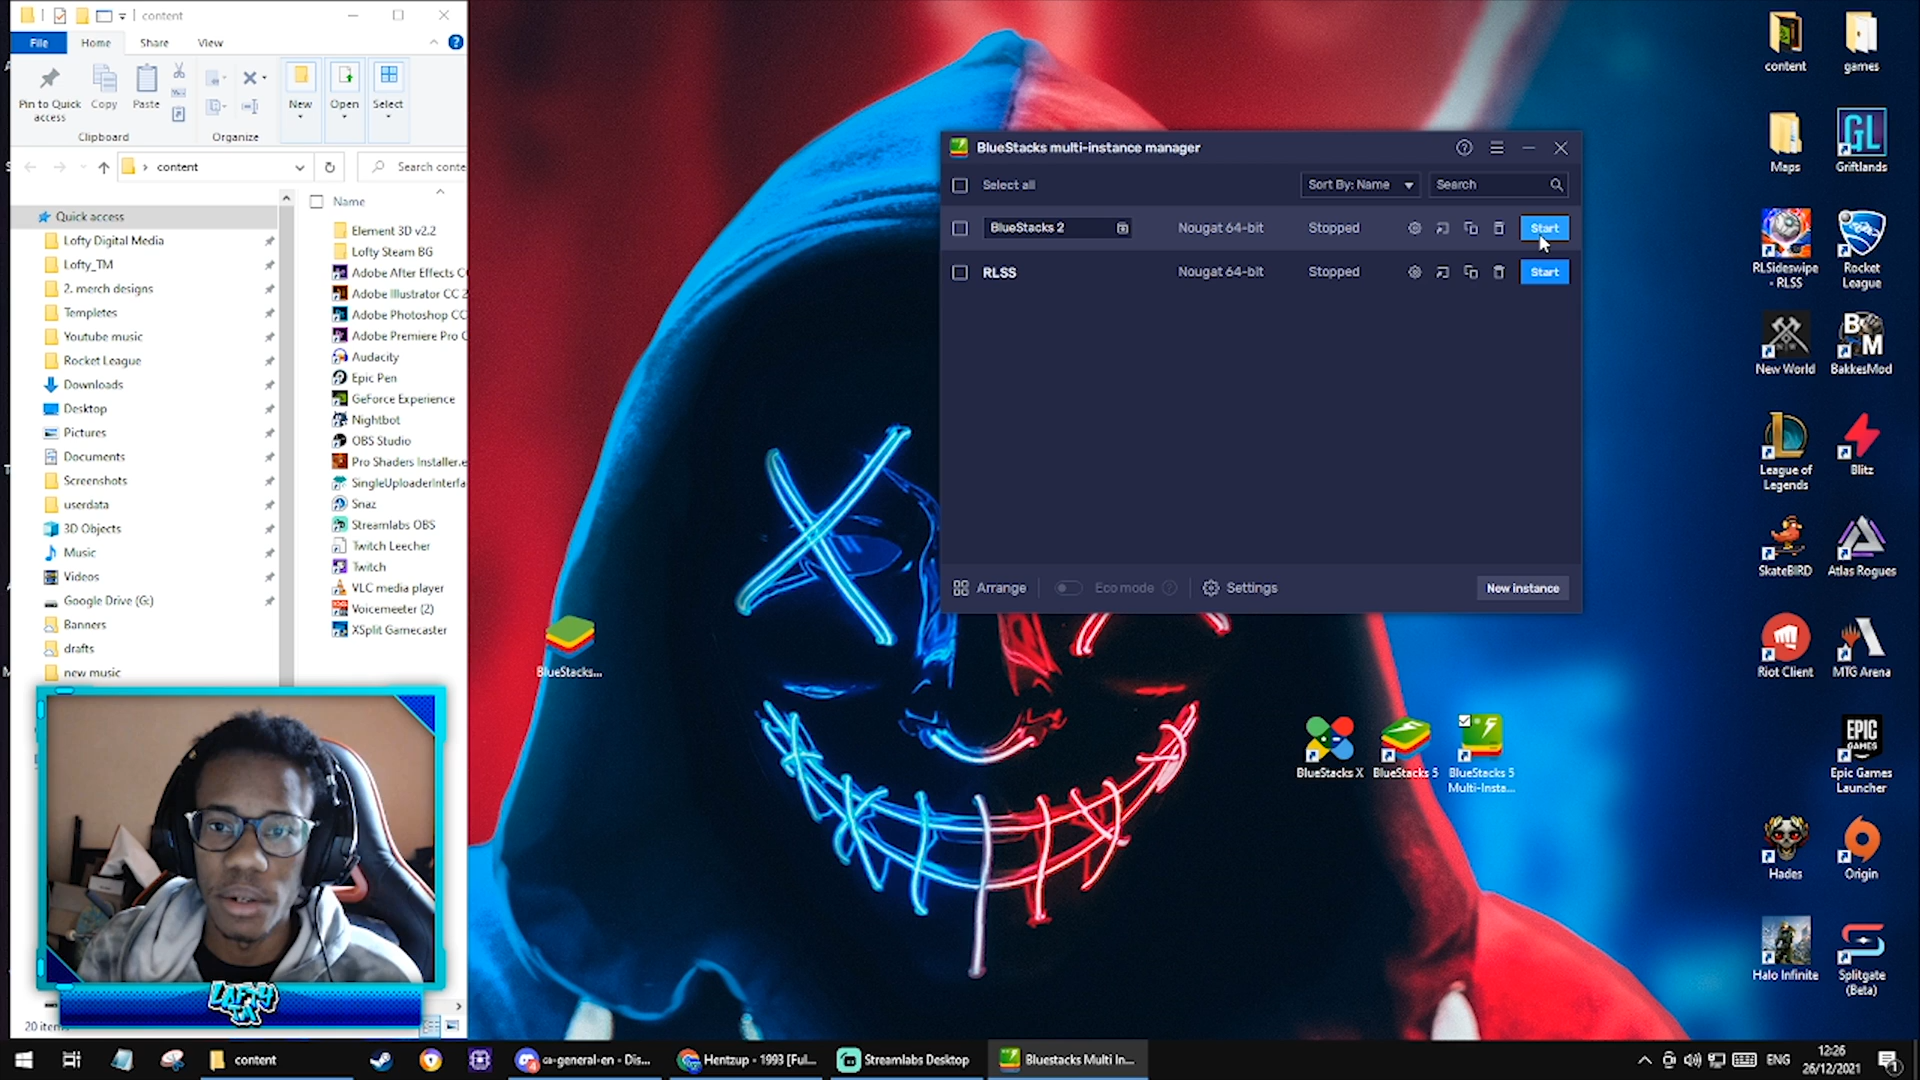 content
File
Home
Share
View
Pin to Quick access
Copy
Paste
New
Open
Select
Clipboard
Organize
content
Search conte
Name
Quick access
Lofty Digital Media
Lofty_TM
2. merch designs
Templetes
Youtube music
Rocket League
Downloads
Desktop
Pictures
Documents
Screenshots
userdata
3D Objects
Music
Videos
Google Drive (G:)
Banners
drafts
new music
Element 3D v2.2
Lofty Steam BG
Adobe After Effects C
Adobe Illustrator CC 2
Adobe Photoshop CC
Adobe Premiere Pro C
Audacity
Epic Pen
GeForce Experience
Nightbot
OBS Studio
Pro Shaders Installer.e
SingleUploaderInterfa
Snaz
Streamlabs OBS
Twitch Leecher
Twitch
VLC media player
Voicemeeter (2)
XSplit Gamecaster
20 item
LAFTY
TM
BlueStacks...
BlueStacks multi-instance manager
Select all
Sort By: Name
Search
BlueStacks 2
Nougat 64-bit
Stopped
Start
RLSS
Nougat 64-bit
Stopped
Start
Arrange
Eco mode
Settings
New instance
BlueStacks X
BlueStacks 5
BlueStacks 5
Multi-Insta...
content
games
Maps
GL
Griftlands
RLSideswipe
- RLSS
Rocket
League
New World
B M
BakkesMod
League of
Legends
Blitz
SkateBIRD
Atlas Rogues
Riot Client
MTG Arena
EPIC
GAMES
Epic Games
Launcher
Hades
Origin
Halo Infinite
Splitgate
(Beta)
content
ca-general-en - Dis...
Hentzup - 1993 [Ful...
Streamlabs Desktop
Bluestacks Multi In...
ENG
12:26
26/12/2021